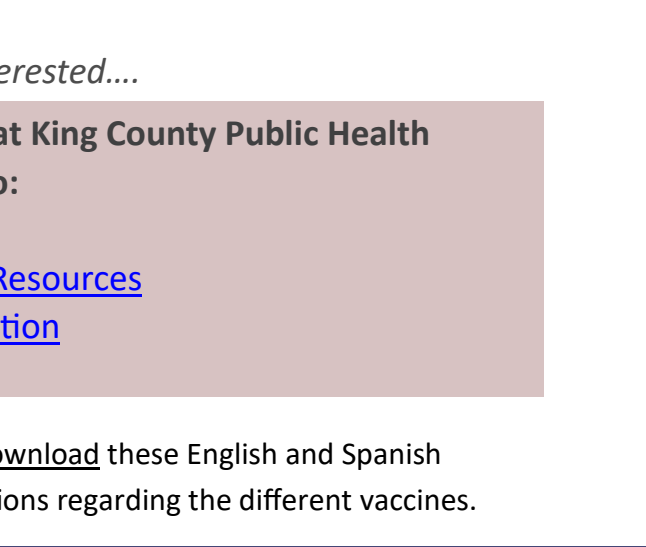 erested....
at King County Public Health
o:
Resources
tion
ownload these English and Spanish
ions regarding the different vaccines.